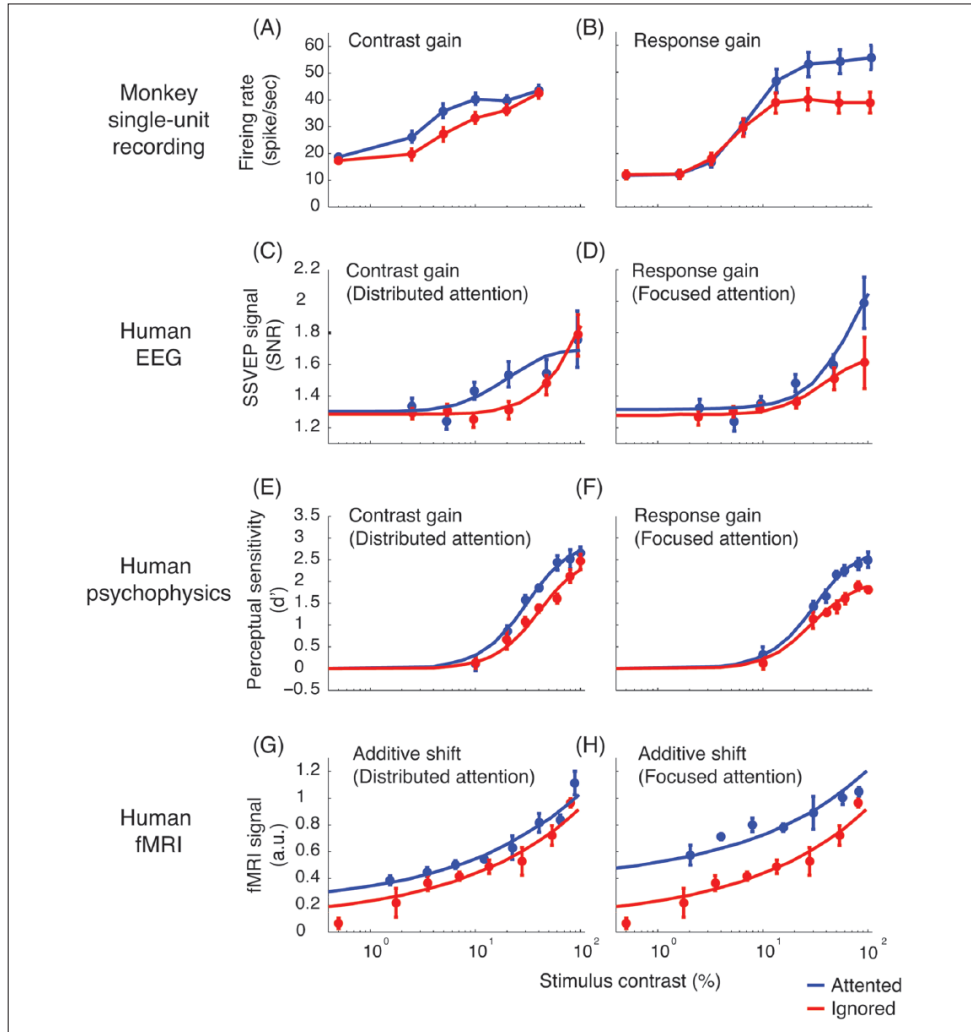 (A)
Contrast gain
(B)
Response gain
Monkey
single-unit
recording
Fireing rate
(spike/sec)
60
50
40
30
20
10
0
(C)
Contrast gain
(Distributed attention)
(D)
Response gain
(Focused attention)
Human
EEG
SSVEP signal
(SNR)
2.2
2
1.8
1.6
1.4
1.2
(E)
Contrast gain
(Distributed attention)
(F)
Response gain
(Focused attention)
Human
psychophysics
Perceptual sensitivity
(d')
3.5
3
2.5
2
1.5
1
0.5
0
−0.5
(G)
Additive shift
(Distributed attention)
(H)
Additive shift
(Focused attention)
Human
fMRI
fMRI signal
(a.u.)
1.2
1
0.8
0.6
0.4
0.2
0
10⁰ 10¹ 10² 10⁰ 10¹ 10²
Stimulus contrast (%)
Attented
Ignored